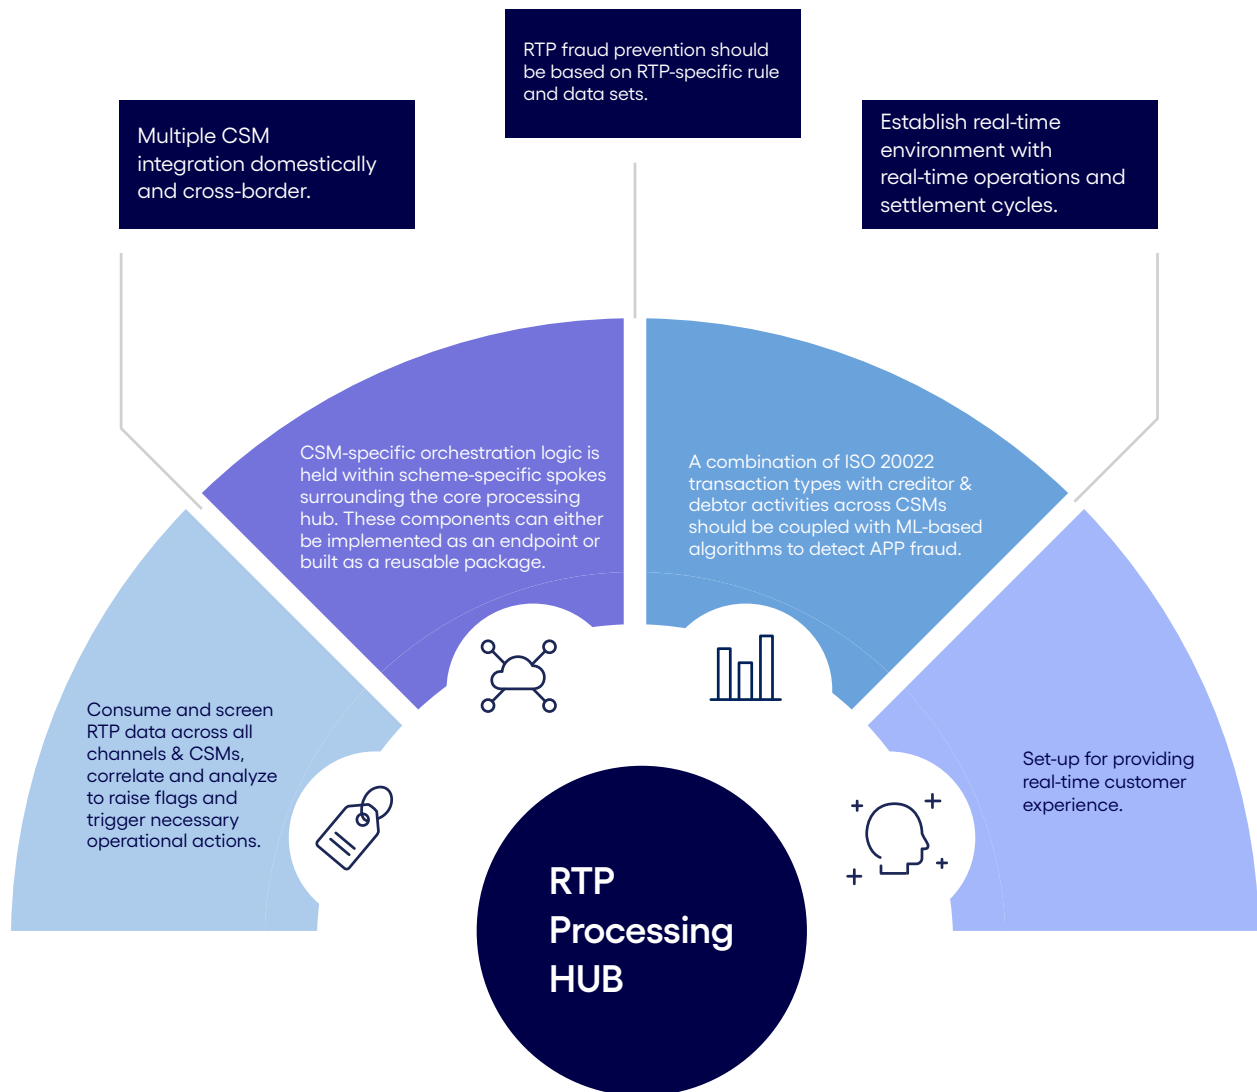 RTP fraud prevention should
be based on RTP-specific rule
and data sets.
Multiple CSM
integration domestically
and cross-border.
Establish real-time
environment with
real-time operations and
settlement cycles.
CSM-specific orchestration logic is
held within scheme-specific spokes
surrounding the core processing
hub. These components can either
be implemented as an endpoint or
built as a reusable package.
A combination of ISO 20022
transaction types with creditor &
debtor activities across CSMs
should be coupled with ML-based
algorithms to detect APP fraud.
Consume and screen
RTP data across all
channels & CSMs,
correlate and analyze
to raise flags and
trigger necessary
operational actions.
Set-up for providing
real-time customer
experience.
RTP
Processing
HUB